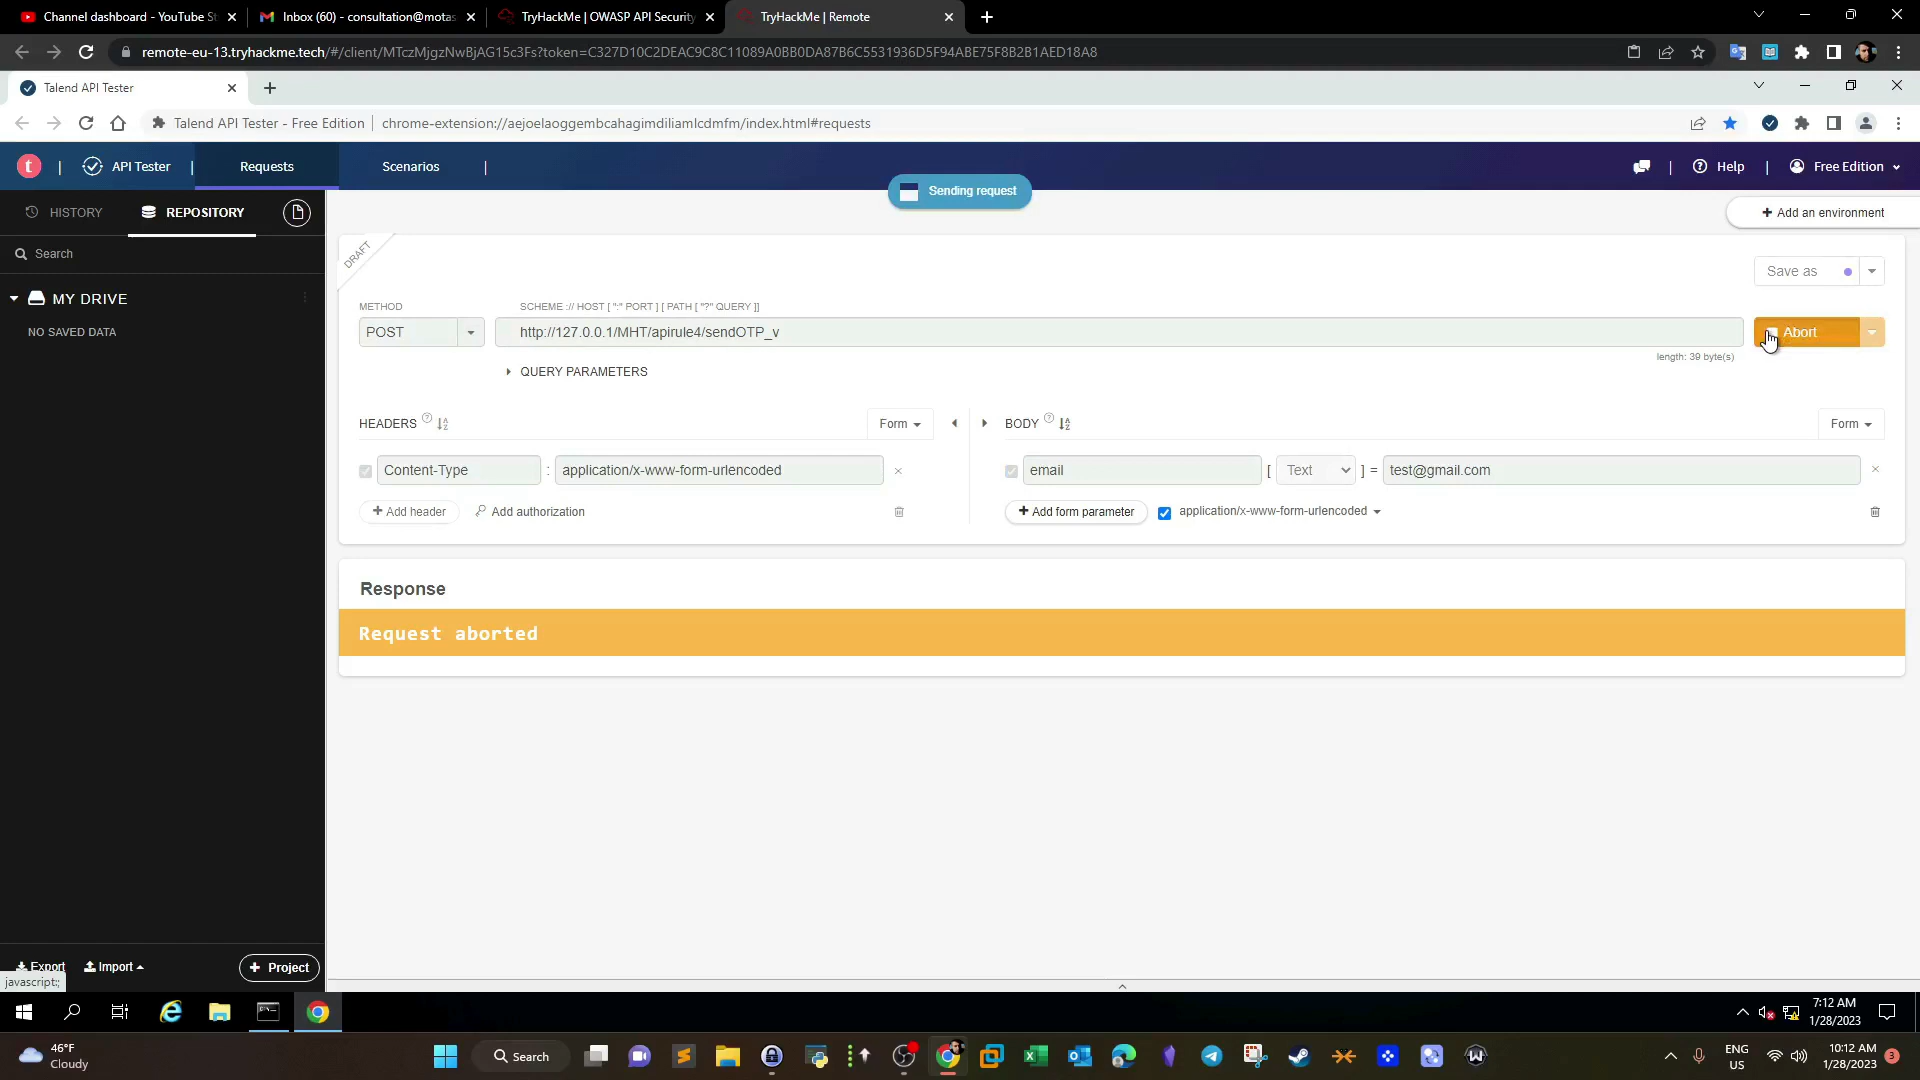 Channel dashboard - YouTube St
Inbox (60) - consultation@motas
TryHackMe | OWASP API Security
TryHackMe | Remote
remote-eu-13.tryhackme.tech/#/client/MTczMjgzNwBjAG15c3Fs?token=C327D10C2DEAC9C8C11089A0BB0DA87B6C5531936D5F94ABE75F8B2B1AED18A8
Talend API Tester
Talend API Tester - Free Edition
chrome-extension://aejoelaoggembcahagimdiliamlcdmfm/index.html#requests
t | API Tester | Requests Scenarios |
| Help | Free Edition
Sending request
HISTORY REPOSITORY
Add an environment
Search
DRAFT
Save as
MY DRIVE
NO SAVED DATA
METHOD
SCHEME :// HOST [ ":" PORT ] [ PATH [ "?" QUERY ]]
POST
http://127.0.0.1/MHT/apirule4/sendOTP_v
Abort
length: 39 byte(s)
QUERY PARAMETERS
HEADERS ? Form
BODY ? Form
Content-Type : application/x-www-form-urlencoded
email [ Text ] = test@gmail.com
+ Add header
Add authorization
+ Add form parameter
application/x-www-form-urlencoded
Response
Request aborted
Export Import + Project
javascript:;
7:12 AM
1/28/2023
46°F
Cloudy
Search
ENG
US
10:12 AM
1/28/2023
3